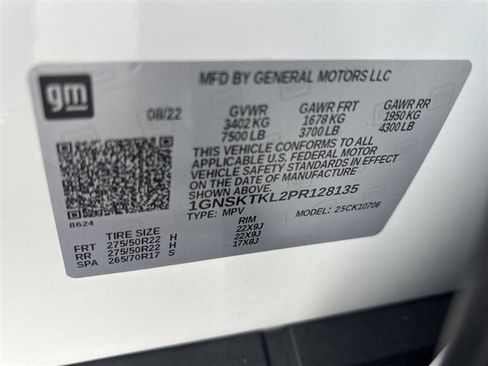 gm
MFD BY GENERAL MOTORS LLC
08/22 GVWR GAWR FRT GAWR RR
3402 KG 1678 KG 1950 KG
7500 LB 3700 LB 4300 LB
THIS VEHICLE CONFORMS TO ALL
APPLICABLE U.S. FEDERAL MOTOR
VEHICLE SAFETY STANDARDS IN EFFECT
ON THE DATE OF MANUFACTURE
SHOWN ABOVE.
1GNSKTKL2PR128135
TYPE: MPV MODEL: 25CK10706
B624
TIRE SIZE RIM
FRT 275/50R22 H 22X9J
RR 275/50R22 H 22X9J
SPA 265/70R17 S 17X8J